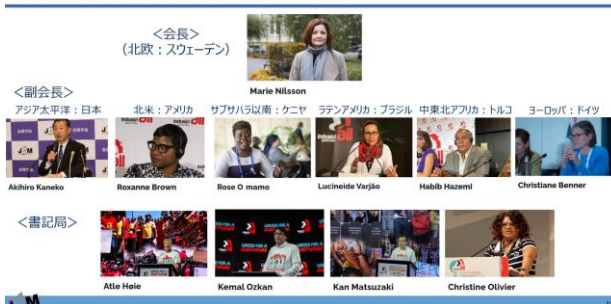 <会長>
(北欧：スウェーデン)
Marie Nilsson
<副会長>
アジア太平洋：日本
北米：アメリカ
サブサハラ以南：ケニヤ
ラテンアメリカ：ブラジル
中東北アフリカ：トルコ
ヨーロッパ：ドイツ
Akihiro Kaneko
Roxanne Brown
Rose O mamo
Lucineide Varjão
Habib Hazemi
Christiane Benner
<書記局>
Atle Høie
Kemal Ozkan
Kan Matsuzaki
Christine Olivier